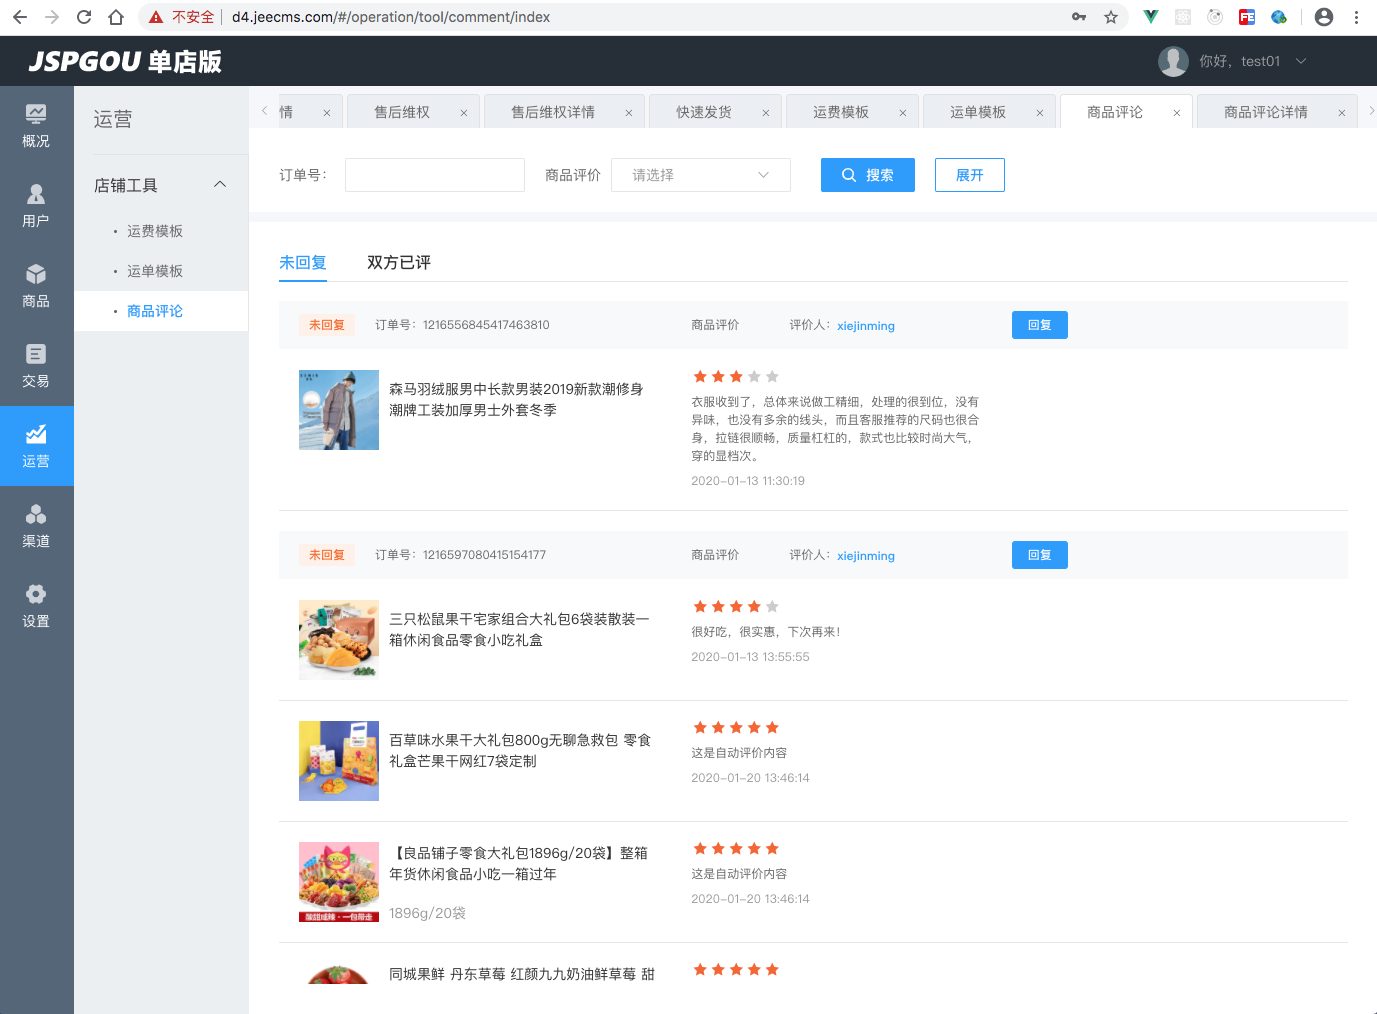 不安全 d4.jeecms.com/#/operation/tool/comment/index
JSPGOU 单店版
你好，test01
概况
用户
商品
交易
运营
渠道
设置
运营
店铺工具
运费模板
运单模板
商品评论
情 ×
售后维权 ×
售后维权详情 ×
快速发货 ×
运费模板 ×
运单模板 ×
商品评论 ×
商品评论详情 ×
订单号：
商品评价 请选择
搜索
展开
未回复 双方已评
未回复 订单号：1216556845417463810 商品评价 评价人：xiejinming 回复
森马羽绒服男中长款男装2019新款潮修身
潮牌工装加厚男士外套冬季
衣服收到了，总体来说做工精细，处理的很到位，没有
异味，也没有多余的线头，而且客服推荐的尺码也很合
身，拉链很顺畅，质量杠杠的，款式也比较时尚大气，
穿的显档次。
2020-01-13 11:30:19
未回复 订单号：1216597080415154177 商品评价 评价人：xiejinming 回复
三只松鼠果干宅家组合大礼包6袋装散装一
箱休闲食品零食小吃礼盒
很好吃，很实惠，下次再来！
2020-01-13 13:55:55
百草味水果干大礼包800g无聊急救包 零食
礼盒芒果干网红7袋定制
这是自动评价内容
2020-01-20 13:46:14
酸甜咸辣·一包带走
【良品铺子零食大礼包1896g/20袋】整箱
年货休闲食品小吃一箱过年
1896g/20袋
这是自动评价内容
2020-01-20 13:46:14
同城果鲜 丹东草莓 红颜九九奶油鲜草莓 甜